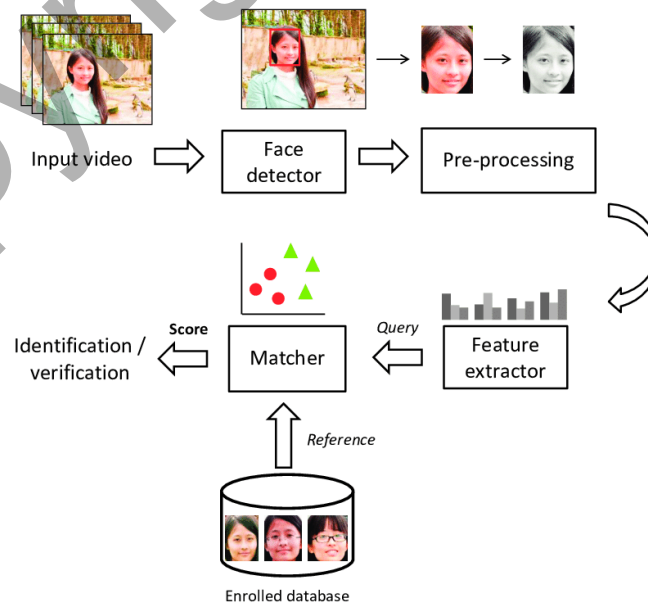 Input video
Face
detector
Pre-processing
Score
Query
Identification /
verification
Matcher
Feature
extractor
Reference
Enrolled database